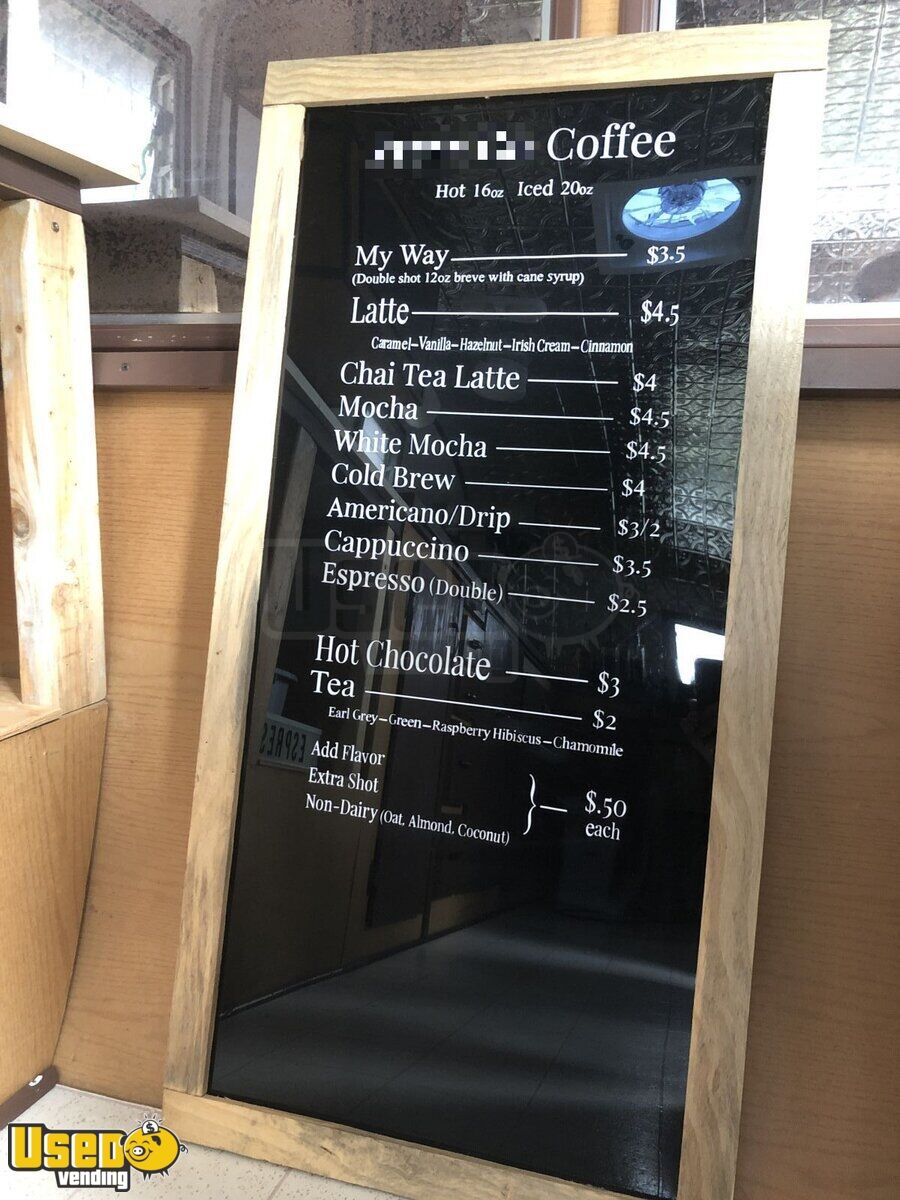 Coffee
Hot 16oz Iced 20oz
My Way $3.5
(Double shot 12oz breve with cane syrup)
Latte $4.5
Caramel–Vanilla–Hazelnut–Irish Cream–Cinnamon
Chai Tea Latte $4
Mocha $4.5
White Mocha $4.5
Cold Brew $4
Americano/Drip $3/2
Cappuccino $3.5
Espresso (Double) $2.5
Hot Chocolate $3
Tea $2
Earl Grey–Green–Raspberry Hibiscus–Chamomile
Add Flavor
Extra Shot
Non-Dairy (Oat, Almond, Coconut)
$.50
each
Used
vending